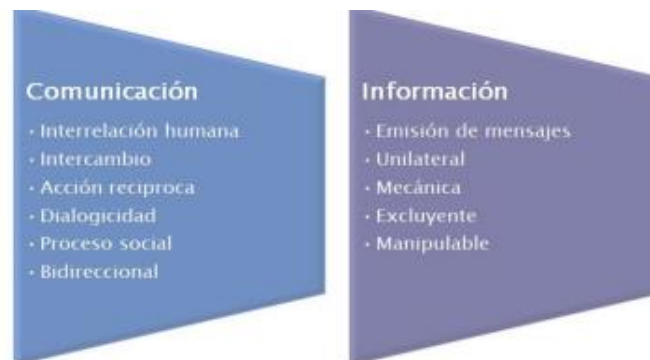 Comunicación
· Interrelación humana
· Intercambio
· Acción reciproca
· Dialogicidad
· Proceso social
· Bidireccional
Información
· Emisión de mensajes
· Unilateral
· Mecánica
· Excluyente
· Manipulable